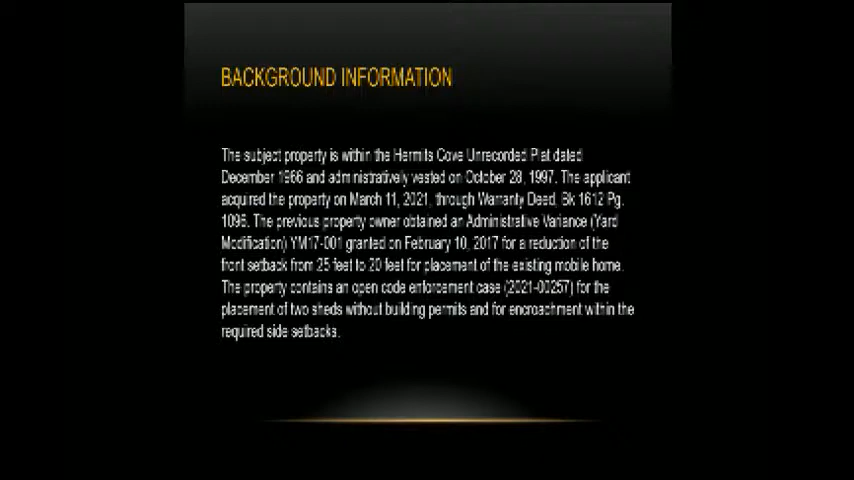 BACKGROUND INFORMATION
The subject property is within the Hermits Cove Unrecorded Plat dated
December 1966 and administratively vested on October 28, 1997. The applicant
acquired the property on March 11, 2021, through Warranty Deed, Bk 1612 Pg.
1096. The previous property owner obtained an Administrative Variance (Yard
Modification) YM17-001 granted on February 10, 2017 for a reduction of the
front setback from 25 feet to 20 feet for placement of the existing mobile home.
The property contains an open code enforcement case (2021-00257) for the
placement of two sheds without building permits and for encroachment within the
required side setbacks.